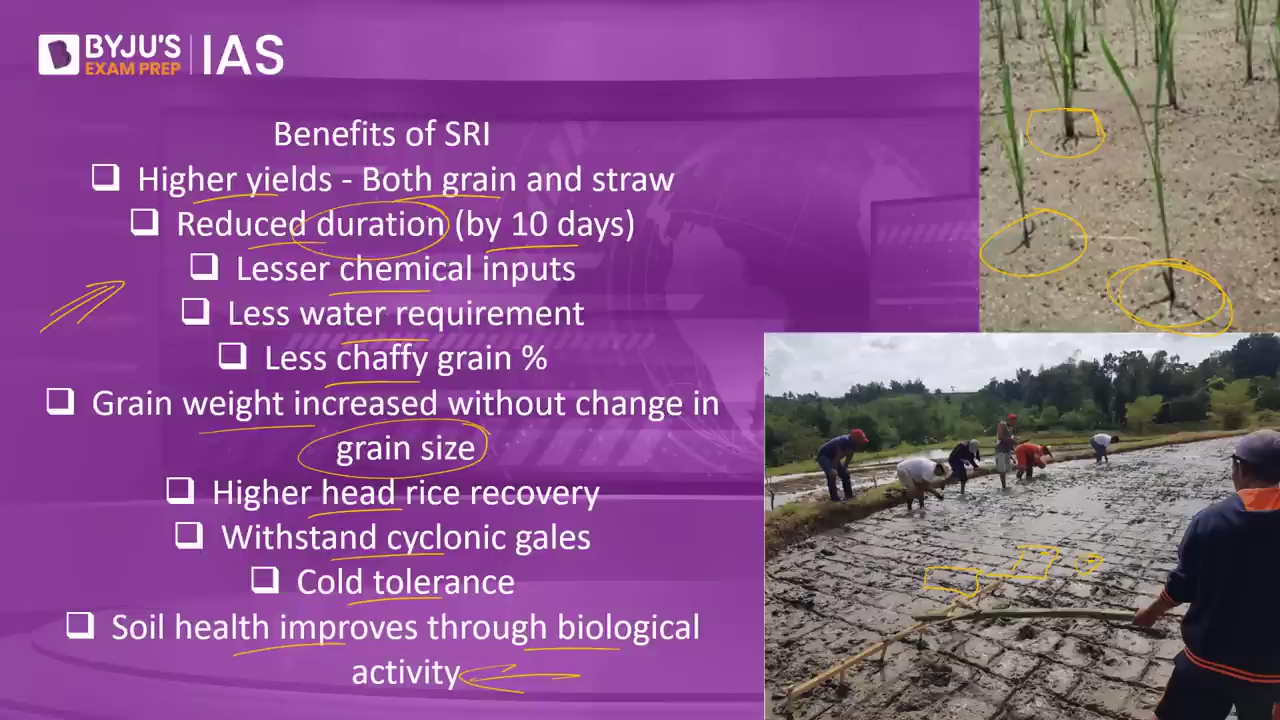 BYJU'S
EXAM PREP
IAS
Benefits of SRI
❑ Higher yields - Both grain and straw
❑ Reduced duration (by 10 days)
❑ Lesser chemical inputs
❑ Less water requirement
❑ Less chaffy grain %
❑ Grain weight increased without change in
grain size
❑ Higher head rice recovery
❑ Withstand cyclonic gales
❑ Cold tolerance
❑ Soil health improves through biological
activity